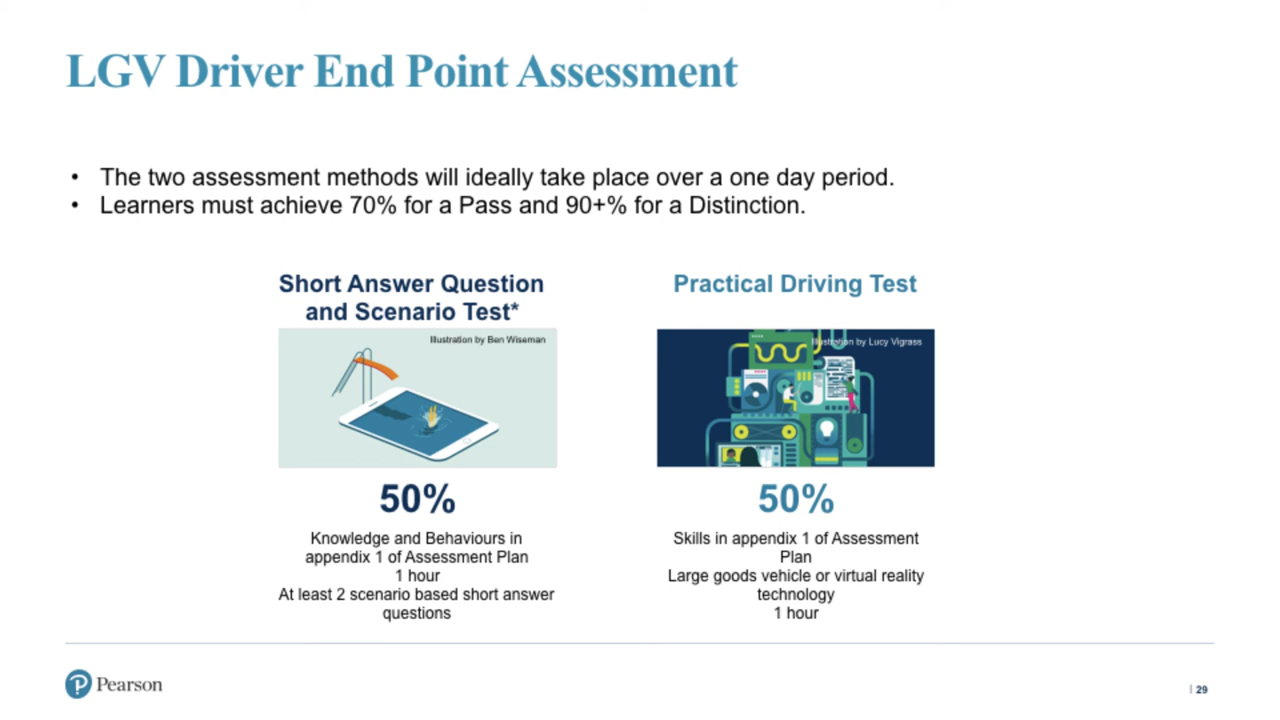 LGV Driver End Point Assessment
• The two assessment methods will ideally take place over a one day period.
• Learners must achieve 70% for a Pass and 90+% for a Distinction.
Short Answer Question
and Scenario Test*
Illustration by Ben Wiseman
50%
Knowledge and Behaviours in
appendix 1 of Assessment Plan
1 hour
At least 2 scenario based short answer
questions
Practical Driving Test
Illustration by Lucy Vigrass
50%
Skills in appendix 1 of Assessment
Plan
Large goods vehicle or virtual reality
technology
1 hour
Pearson
| 29